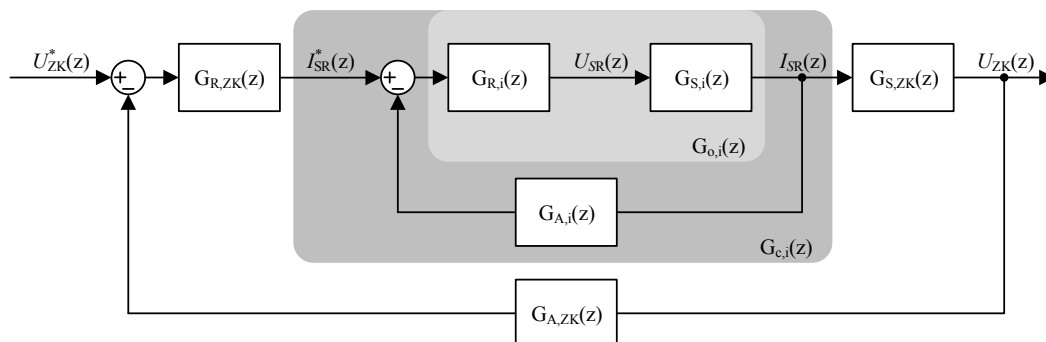 U*ZK(z)
+
−
GR,ZK(z)
I*SR(z)
+
−
GR,i(z)
USR(z)
GS,i(z)
ISR(z)
GS,ZK(z)
UZK(z)
Go,i(z)
GA,i(z)
Gc,i(z)
GA,ZK(z)